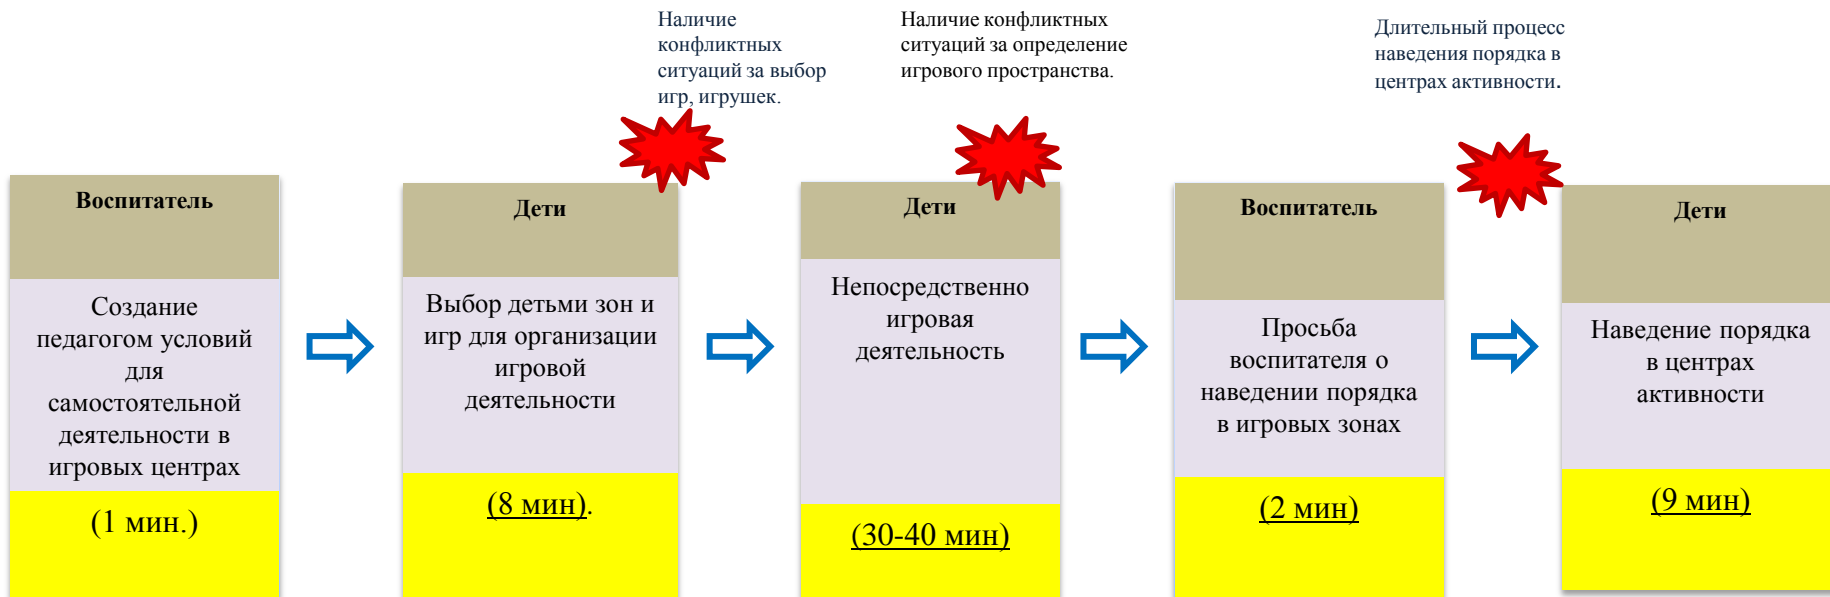 Наличие
конфликтных
ситуаций за выбор
игр, игрушек.
Наличие конфликтных
ситуаций за определение
игрового пространства.
Длительный процесс
наведения порядка в
центрах активности.
Воспитатель
Создание
педагогом условий
для
самостоятельной
деятельности в
игровых центрах
(1 мин.)
Дети
Выбор детьми зон и
игр для организации
игровой
деятельности
(8 мин).
Дети
Непосредственно
игровая
деятельность
(30-40 мин)
Воспитатель
Просьба
воспитателя о
наведении порядка
в игровых зонах
(2 мин)
Дети
Наведение порядка
в центрах
активности
(9 мин)